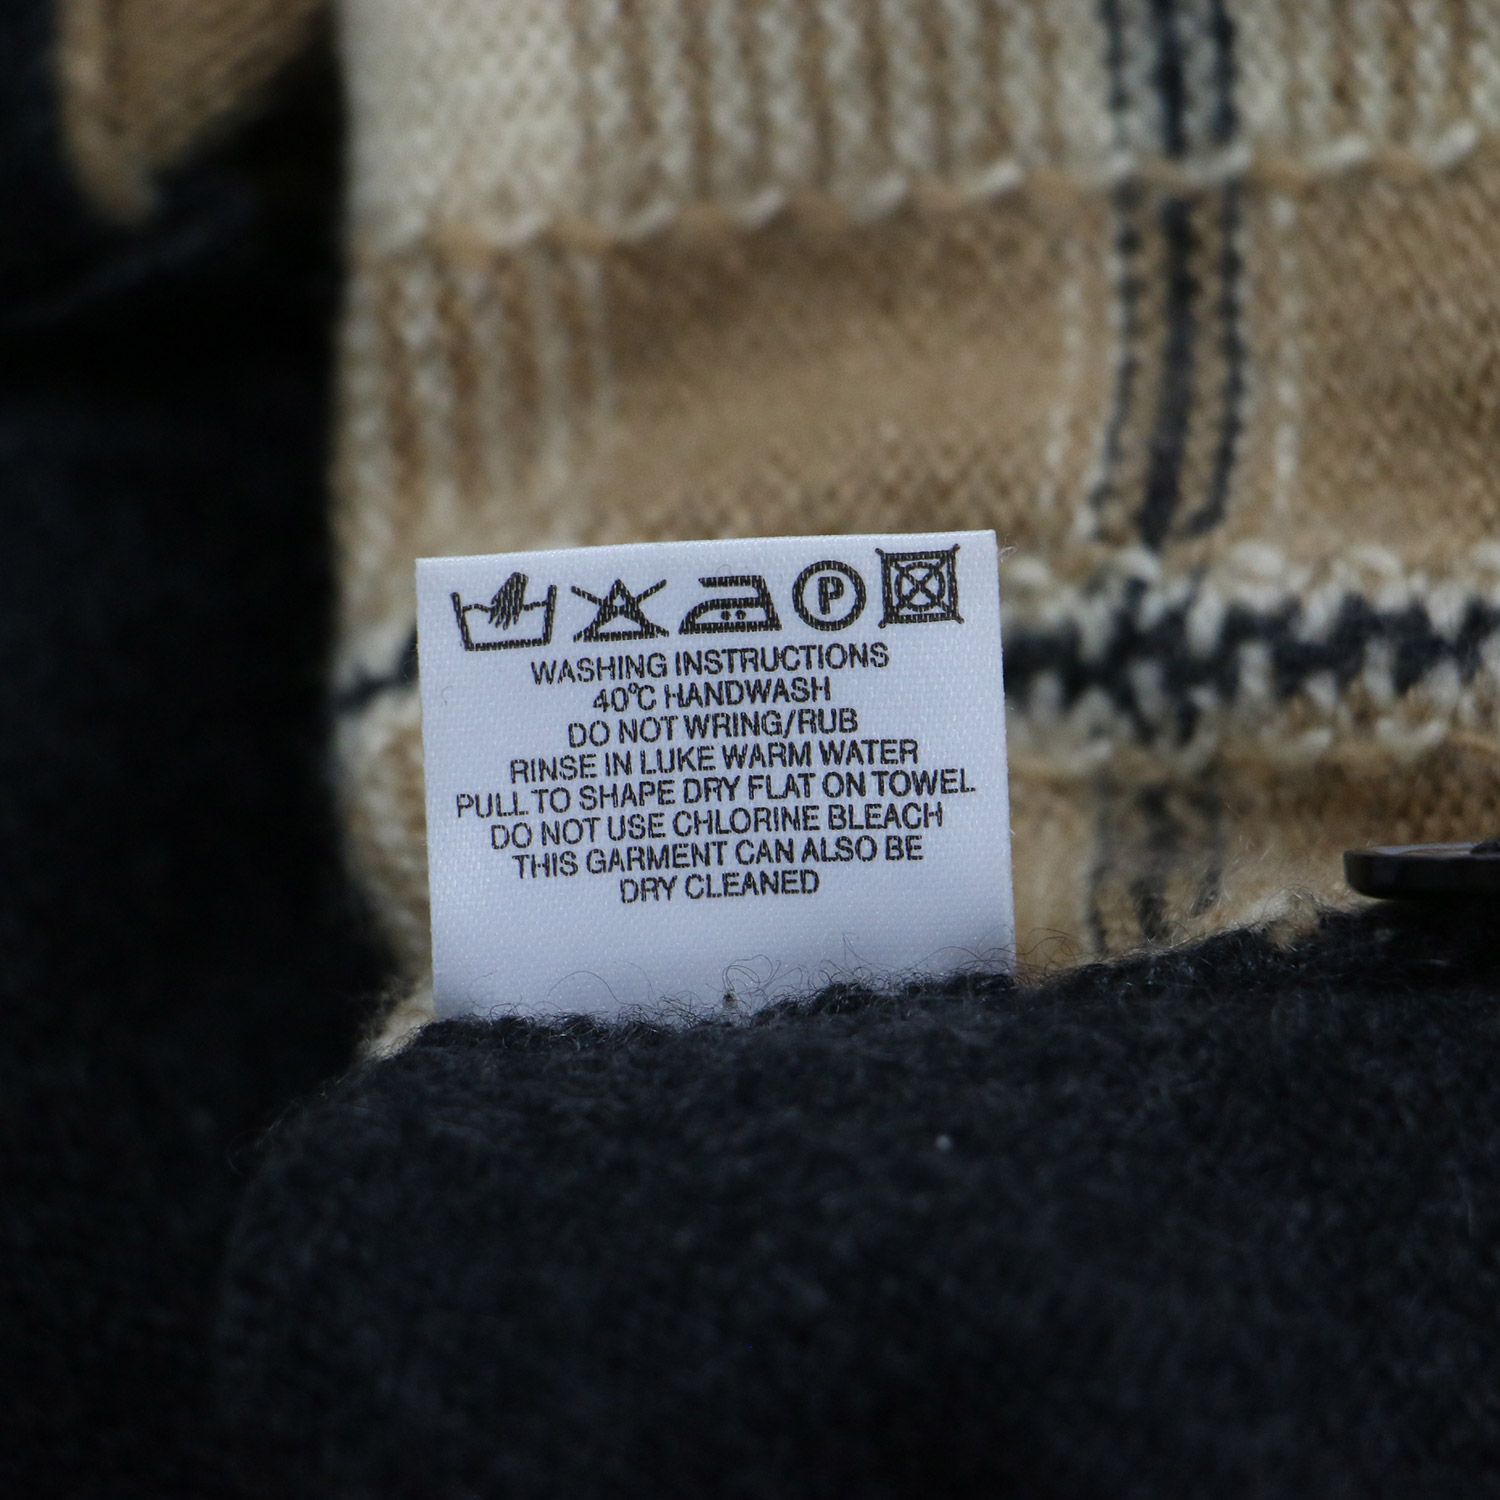 P
WASHING INSTRUCTIONS
40°C HANDWASH
DO NOT WRING/RUB
RINSE IN LUKE WARM WATER
PULL TO SHAPE DRY FLAT ON TOWEL
DO NOT USE CHLORINE BLEACH
THIS GARMENT CAN ALSO BE
DRY CLEANED